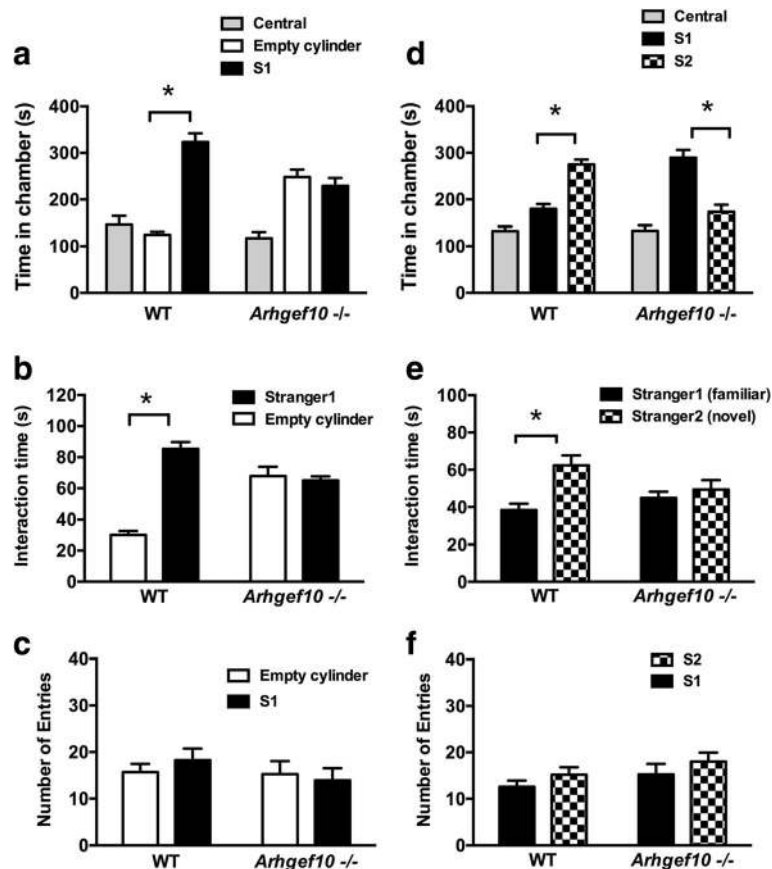 a
Central
Empty cylinder
S1
Time in chamber (s)
400
300
200
100
0
*
WT
Arhgef10 -/-
d
Central
S1
S2
Time in chamber (s)
400
300
200
100
0
*
*
WT
Arhgef10 -/-
b
Stranger1
Empty cylinder
Interaction time (s)
120
100
80
60
40
20
0
*
WT
Arhgef10 -/-
e
Stranger1 (familiar)
Stranger2 (novel)
Interaction time (s)
100
80
60
40
20
0
*
WT
Arhgef10 -/-
c
Empty cylinder
S1
Number of Entries
40
30
20
10
0
WT
Arhgef10 -/-
f
S2
S1
Number of Entries
40
30
20
10
0
WT
Arhgef10 -/-